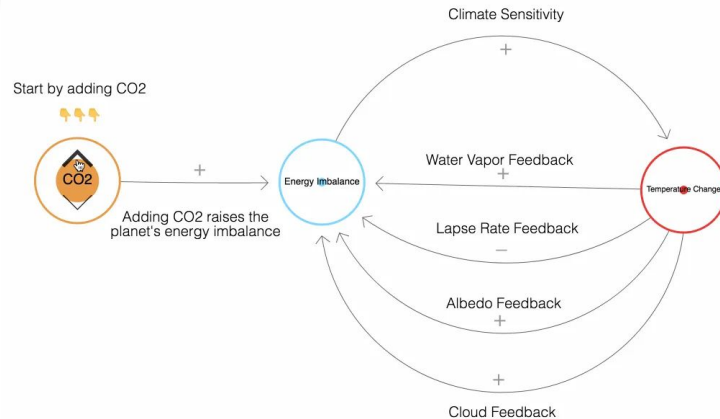 Climate Sensitivity
+
Start by adding CO2
👇👇👇
CO2
+
Adding CO2 raises the
planet's energy imbalance
Energy Imbalance
Water Vapor Feedback
+
Temperature Change
Lapse Rate Feedback
−
Albedo Feedback
+
+
Cloud Feedback